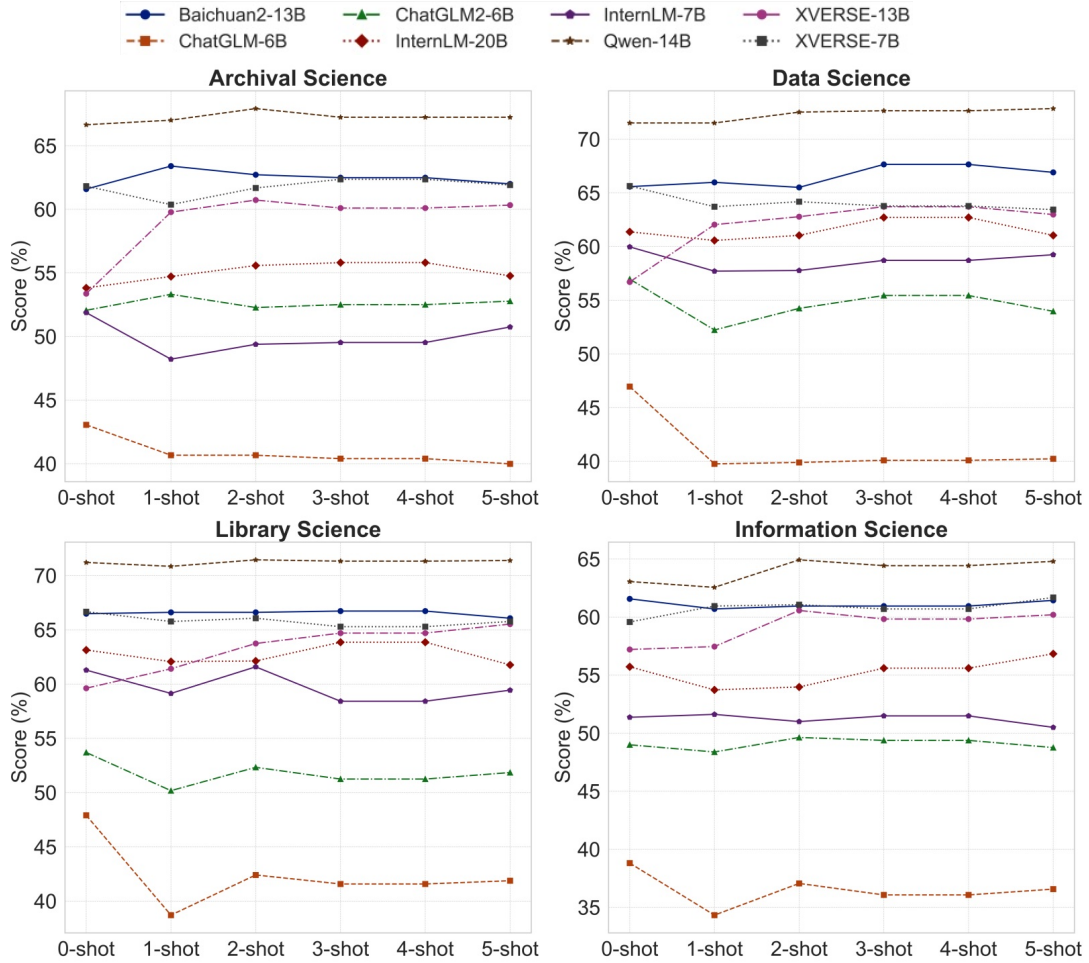 Baichuan2-13B ChatGLM2-6B InternLM-7B XVERSE-13B
ChatGLM-6B InternLM-20B Qwen-14B XVERSE-7B
Archival Science
Score (%)
65
60
55
50
45
40
0-shot 1-shot 2-shot 3-shot 4-shot 5-shot
Data Science
Score (%)
70
65
60
55
50
45
40
0-shot 1-shot 2-shot 3-shot 4-shot 5-shot
Library Science
Score (%)
70
65
60
55
50
45
40
0-shot 1-shot 2-shot 3-shot 4-shot 5-shot
Information Science
Score (%)
65
60
55
50
45
40
35
0-shot 1-shot 2-shot 3-shot 4-shot 5-shot